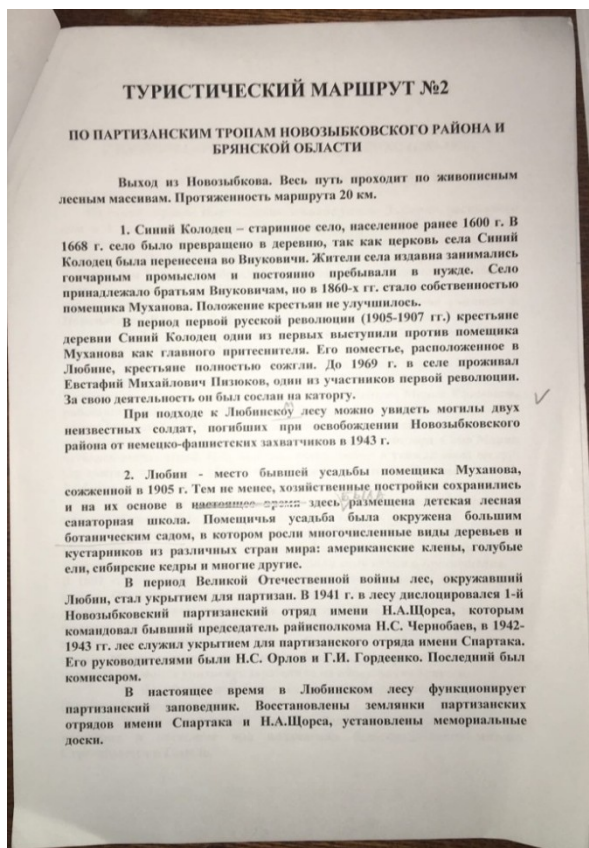 ТУРИСТИЧЕСКИЙ МАРШРУТ №2
ПО ПАРТИЗАНСКИМ ТРОПАМ НОВОЗЫБКОВСКОГО РАЙОНА И
БРЯНСКОЙ ОБЛАСТИ
Выход из Новозыбкова. Весь путь проходит по живописным
лесным массивам. Протяженность маршрута 20 км.
1. Синий Колодец – старинное село, населенное ранее 1600 г. В
1668 г. село было превращено в деревню, так как церковь села Синий
Колодец была перенесена во Внуковичи. Жители села издавна занимались
гончарным промыслом и постоянно пребывали в нужде. Село
принадлежало братьям Внуковичам, но в 1860-х гг. стало собственностью
помещика Муханова. Положение крестьян не улучшилось.
В период первой русской революции (1905-1907 гг.) крестьяне
деревни Синий Колодец одни из первых выступили против помещика
Муханова как главного притеснителя. Его поместье, расположенное в
Любине, крестьяне полностью сожгли. До 1969 г. в селе проживал
Евстафий Михайлович Пизюков, один из участников первой революции.
За свою деятельность он был сослан на каторгу.
При подходе к Любинскоу лесу можно увидеть могилы двух
неизвестных солдат, погибших при освобождении Новозыбковского
района от немецко-фашистских захватчиков в 1943 г.
2. Любин - место бывшей усадьбы помещика Муханова,
сожженной в 1905 г. Тем не менее, хозяйственные постройки сохранились
и на их основе в настоящее время здесь размещена детская лесная
санаторная школа. Помещичья усадьба была окружена большим
ботаническим садом, в котором росли многочисленные виды деревьев и
кустарников из различных стран мира: американские клены, голубые
ели, сибирские кедры и многие другие.
В период Великой Отечественной войны лес, окружавший
Любин, стал укрытием для партизан. В 1941 г. в лесу дислоцировался 1-й
Новозыбковский партизанский отряд имени Н.А.Щорса, которым
командовал бывший председатель райисполкома Н.С. Чернобаев, в 1942-
1943 гг. лес служил укрытием для партизанского отряда имени Спартака.
Его руководителями были Н.С. Орлов и Г.И. Гордеенко. Последний был
комиссаром.
В настоящее время в Любинском лесу функционирует
партизанский заповедник. Восстановлены землянки партизанских
отрядов имени Спартака и Н.А.Щорса, установлены мемориальные
доски.